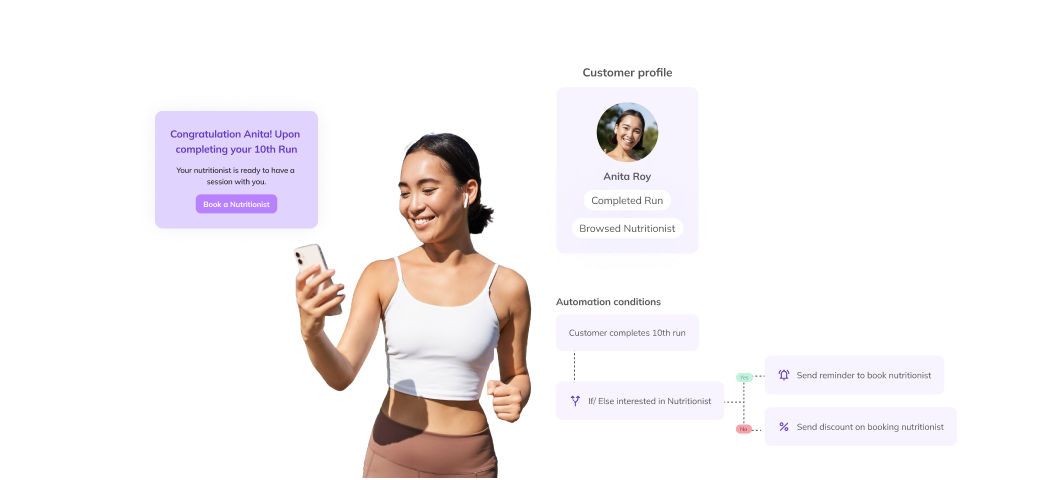 Customer profile
Congratulation Anita! Upon
completing your 10th Run
Your nutritionist is ready to have a
session with you.
Book a Nutritionist
Anita Roy
Completed Run
Browsed Nutritionist
Automation conditions
Customer completes 10th run
If/ Else interested in Nutritionist
Yes
Send reminder to book nutritionist
No
Send discount on booking nutritionist